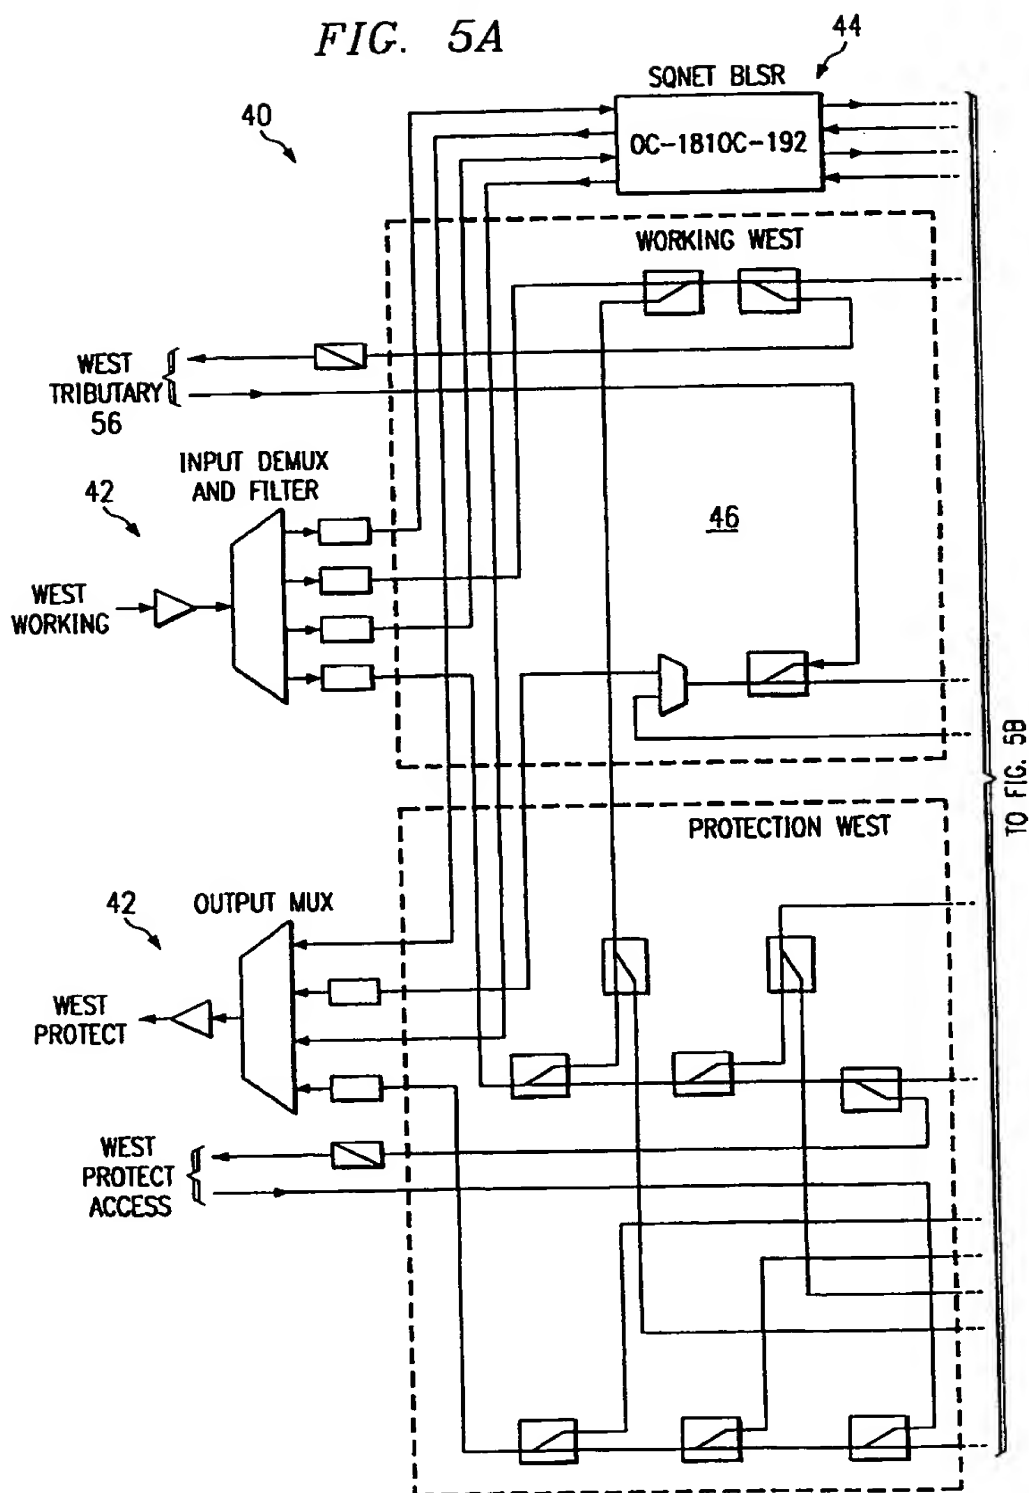 FIG. 5A
44
SQNET BLSR
40
OC-181OC-192
WORKING WEST
WEST
TRIBUTARY
56
INPUT DEMUX
AND FILTER
42
46
WEST
WORKING
TO FIG. 5B
PROTECTION WEST
OUTPUT MUX
42
WEST
PROTECT
WEST
PROTECT
ACCESS